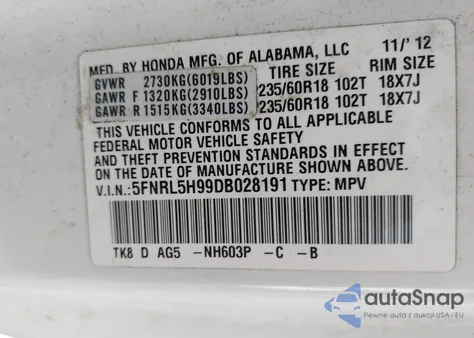 MFD. BY HONDA MFG. OF ALABAMA, LLC 11/'12
GVWR 2730KG(6019LBS) TIRE SIZE RIM SIZE
GAWR F 1320KG(2910LBS) P235/60R18 102T 18X7J
GAWR R 1515KG(3340LBS) P235/60R18 102T 18X7J
THIS VEHICLE CONFORMS TO ALL APPLICABLE
FEDERAL MOTOR VEHICLE SAFETY
AND THEFT PREVENTION STANDARDS IN EFFECT
ON THE DATE OF MANUFACTURE SHOWN ABOVE.
V.I.N: 5FNRL5H99DB028191 TYPE: MPV
TK8 D AG5 -NH603P -C -B
autoSnap
Pewne auta z aukcji USA i EU